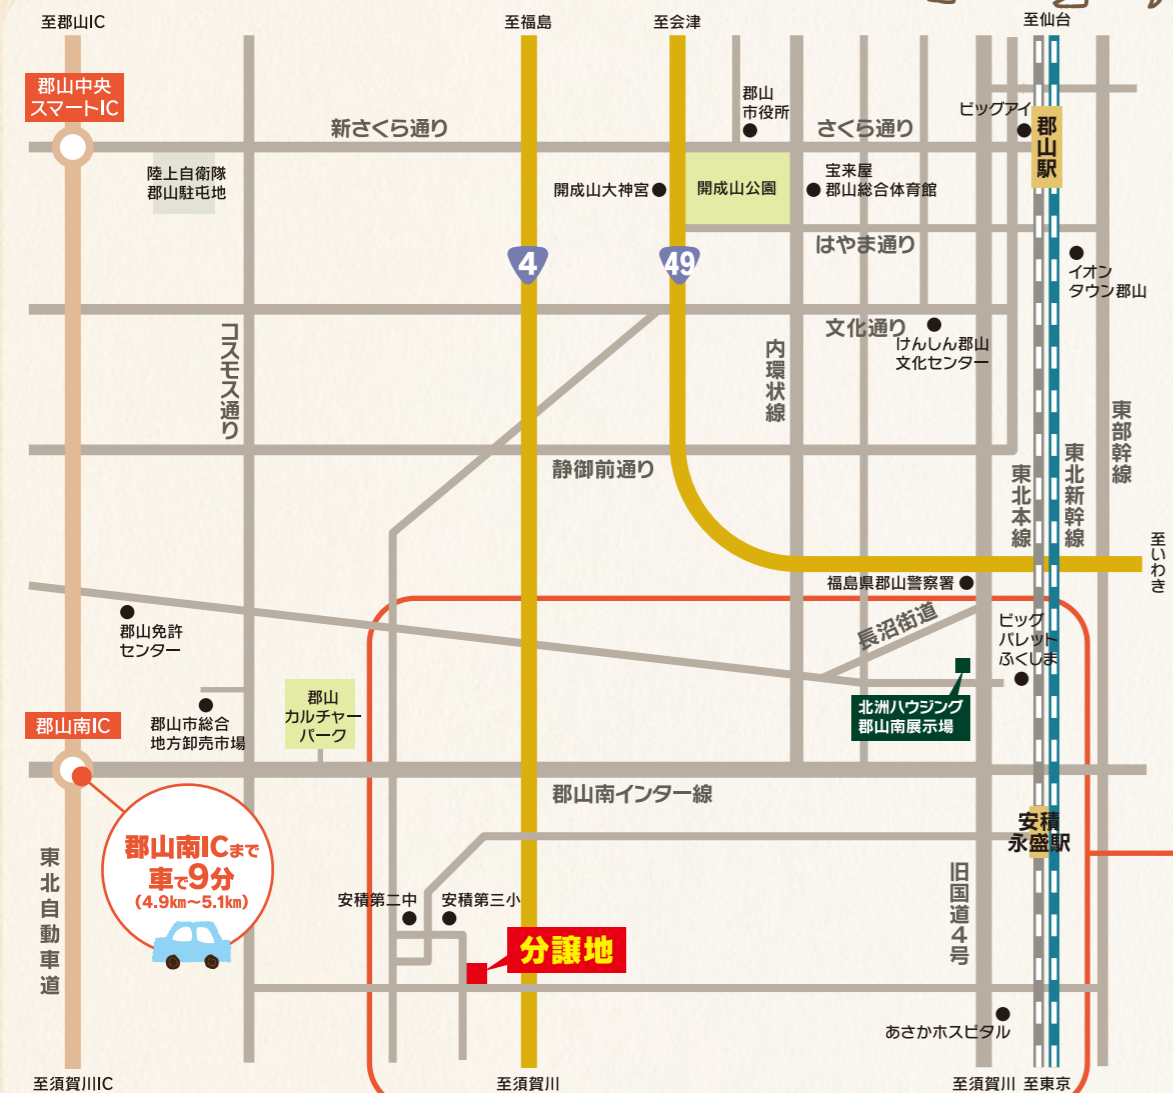 至郡山IC
至福島
至会津
至仙台
郡山中央
スマートIC
郡山
市役所
ビッグアイ
新さくら通り
さくら通り
郡山駅
陸上自衛隊
郡山駐屯地
開成山大神宮
開成山公園
宝来屋
郡山総合体育館
はやま通り
4
49
イオン
タウン郡山
コスモス通り
文化通り
けんしん郡山
文化センター
内環状線
東部幹線
静御前通り
東北本線
東北新幹線
至いわき
福島県郡山警察署
長沼街道
ビッグ
パレット
ふくしま
郡山免許
センター
郡山市総合
地方卸売市場
郡山
カルチャー
パーク
北洲ハウジング
郡山南展示場
郡山南IC
郡山南インター線
郡山南ICまで
車で9分
(4.9km〜5.1km)
安積
永盛駅
東北自動車道
旧国道4号
安積第二中
安積第三小
分譲地
あさかホスピタル
至須賀川IC
至須賀川
至須賀川
至東京